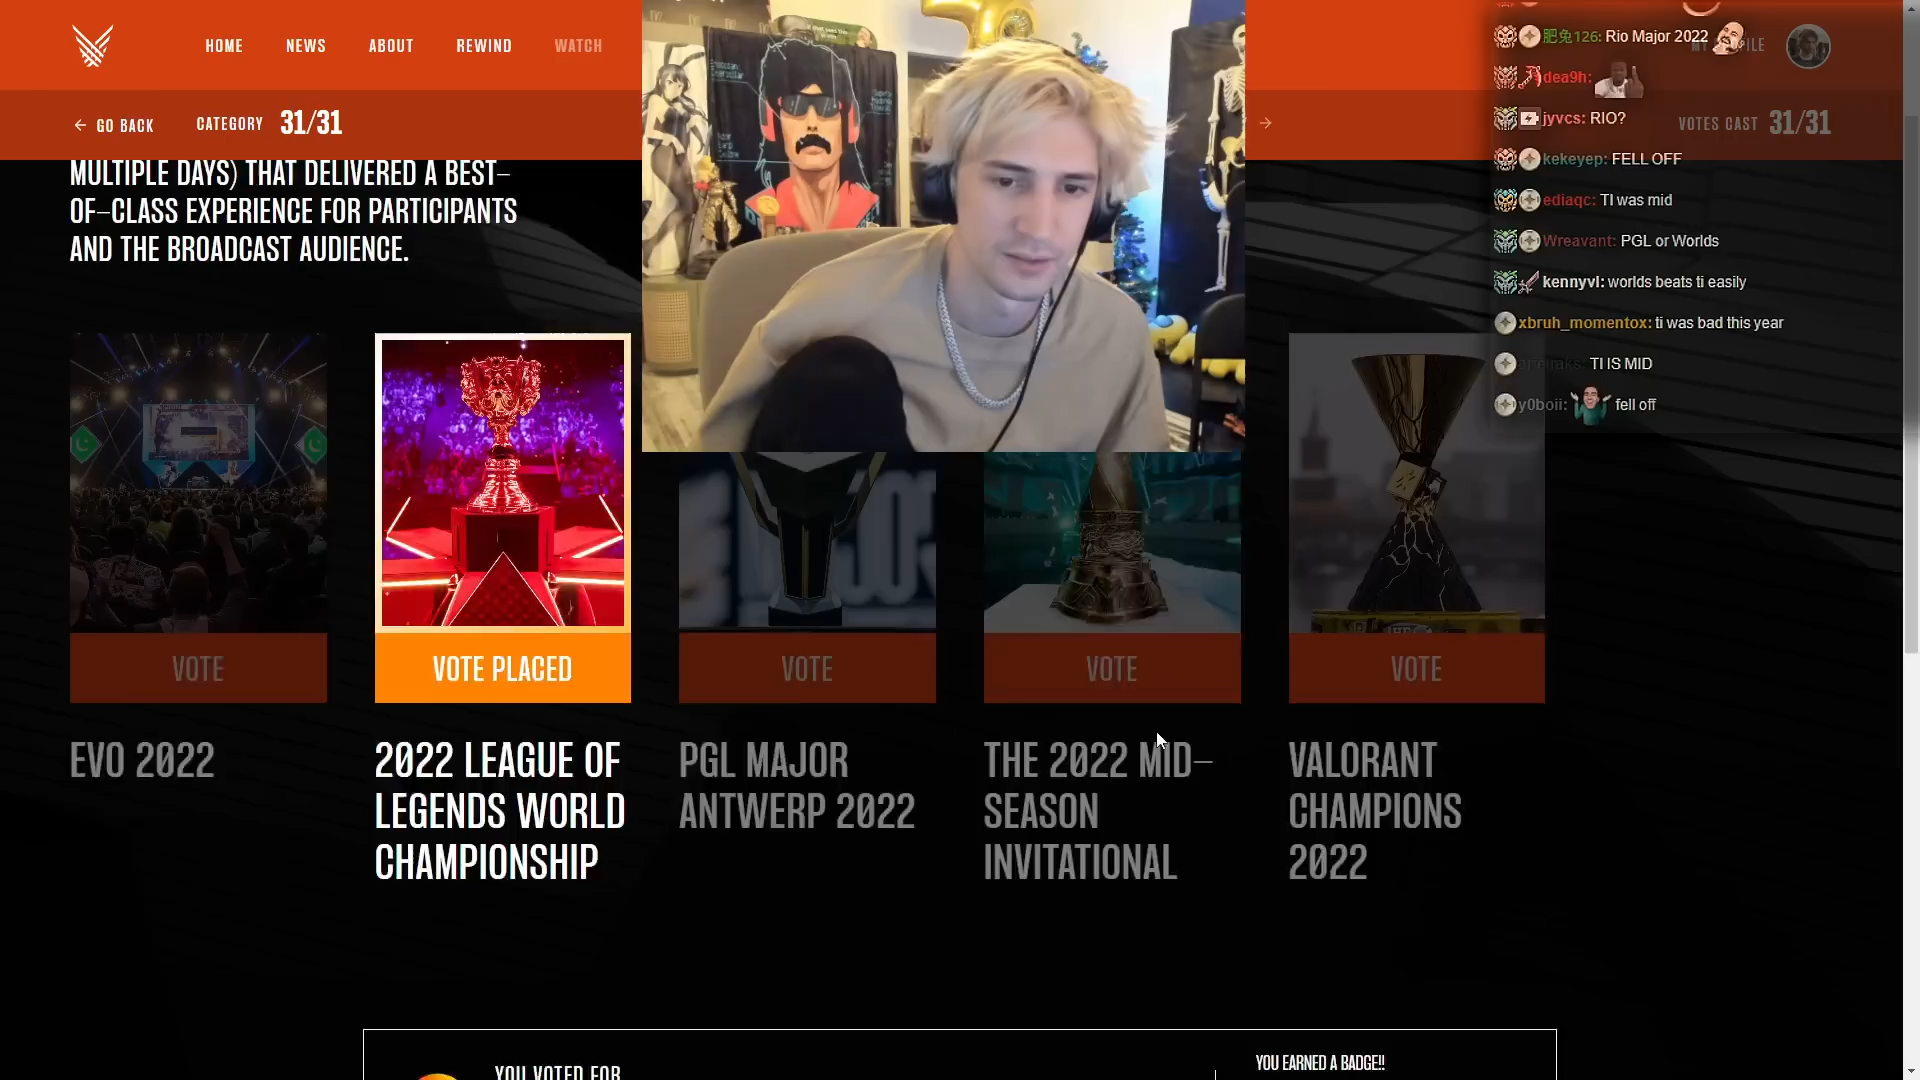 HOME
NEWS
ABOUT
REWIND
WATCH
GO BACK
CATEGORY
31/31
VOTES CAST
31/31
MULTIPLE DAYS) THAT DELIVERED A BEST-
OF-CLASS EXPERIENCE FOR PARTICIPANTS
AND THE BROADCAST AUDIENCE.
肥兔126: Rio Major 2022
dea9h:
jyvcs: RIO?
kekeyep: FELL OFF
ediaqc: TI was mid
Wreavant: PGL or Worlds
kennyvl: worlds beats ti easily
xbruh_momentox: ti was bad this year
TI IS MID
y0boii: fell off
VOTE
VOTE PLACED
VOTE
VOTE
VOTE
EVO 2022
2022 LEAGUE OF
LEGENDS WORLD
CHAMPIONSHIP
PGL MAJOR
ANTWERP 2022
THE 2022 MID-
SEASON
INVITATIONAL
VALORANT
CHAMPIONS
2022
YOU VOTED FOR
YOU EARNED A BADGE!!